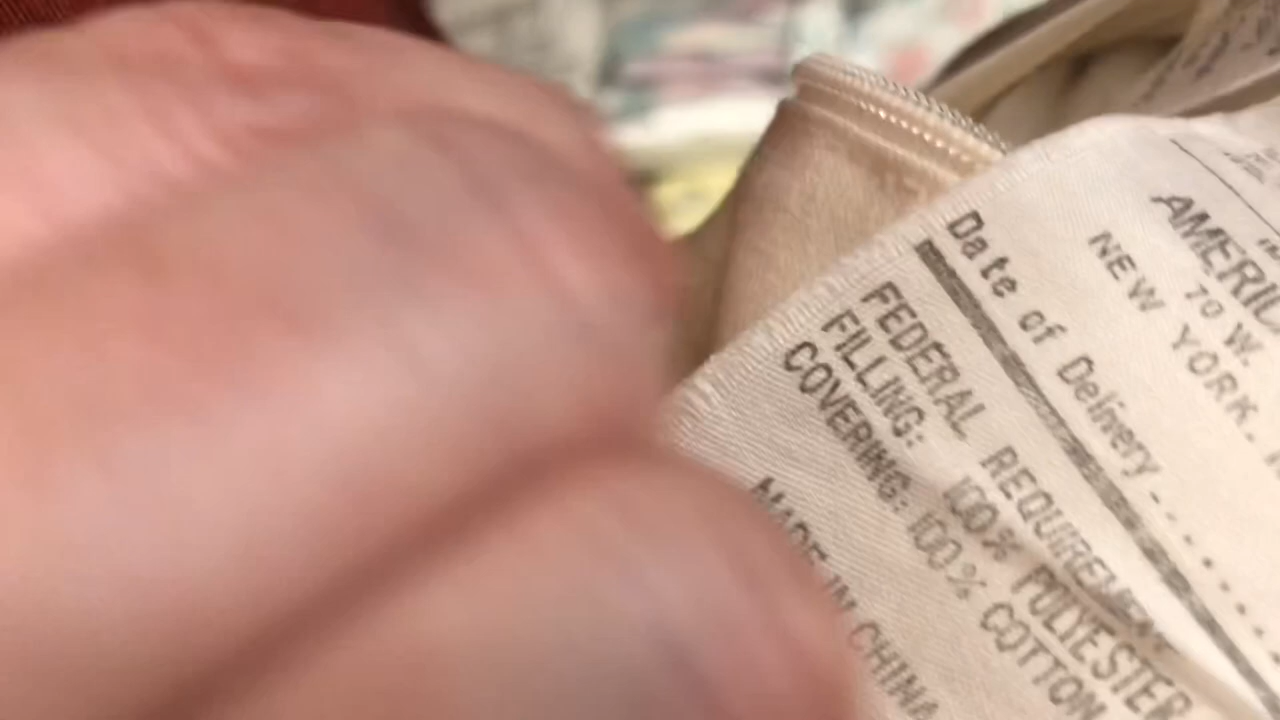 AMERIC
70 W.
NEW YORK,
Date of Delivery
FEDERAL REQUIREMENT
FILLING: 100% POLYESTER
COVERING: 100% COTTON
MADE IN CHINA